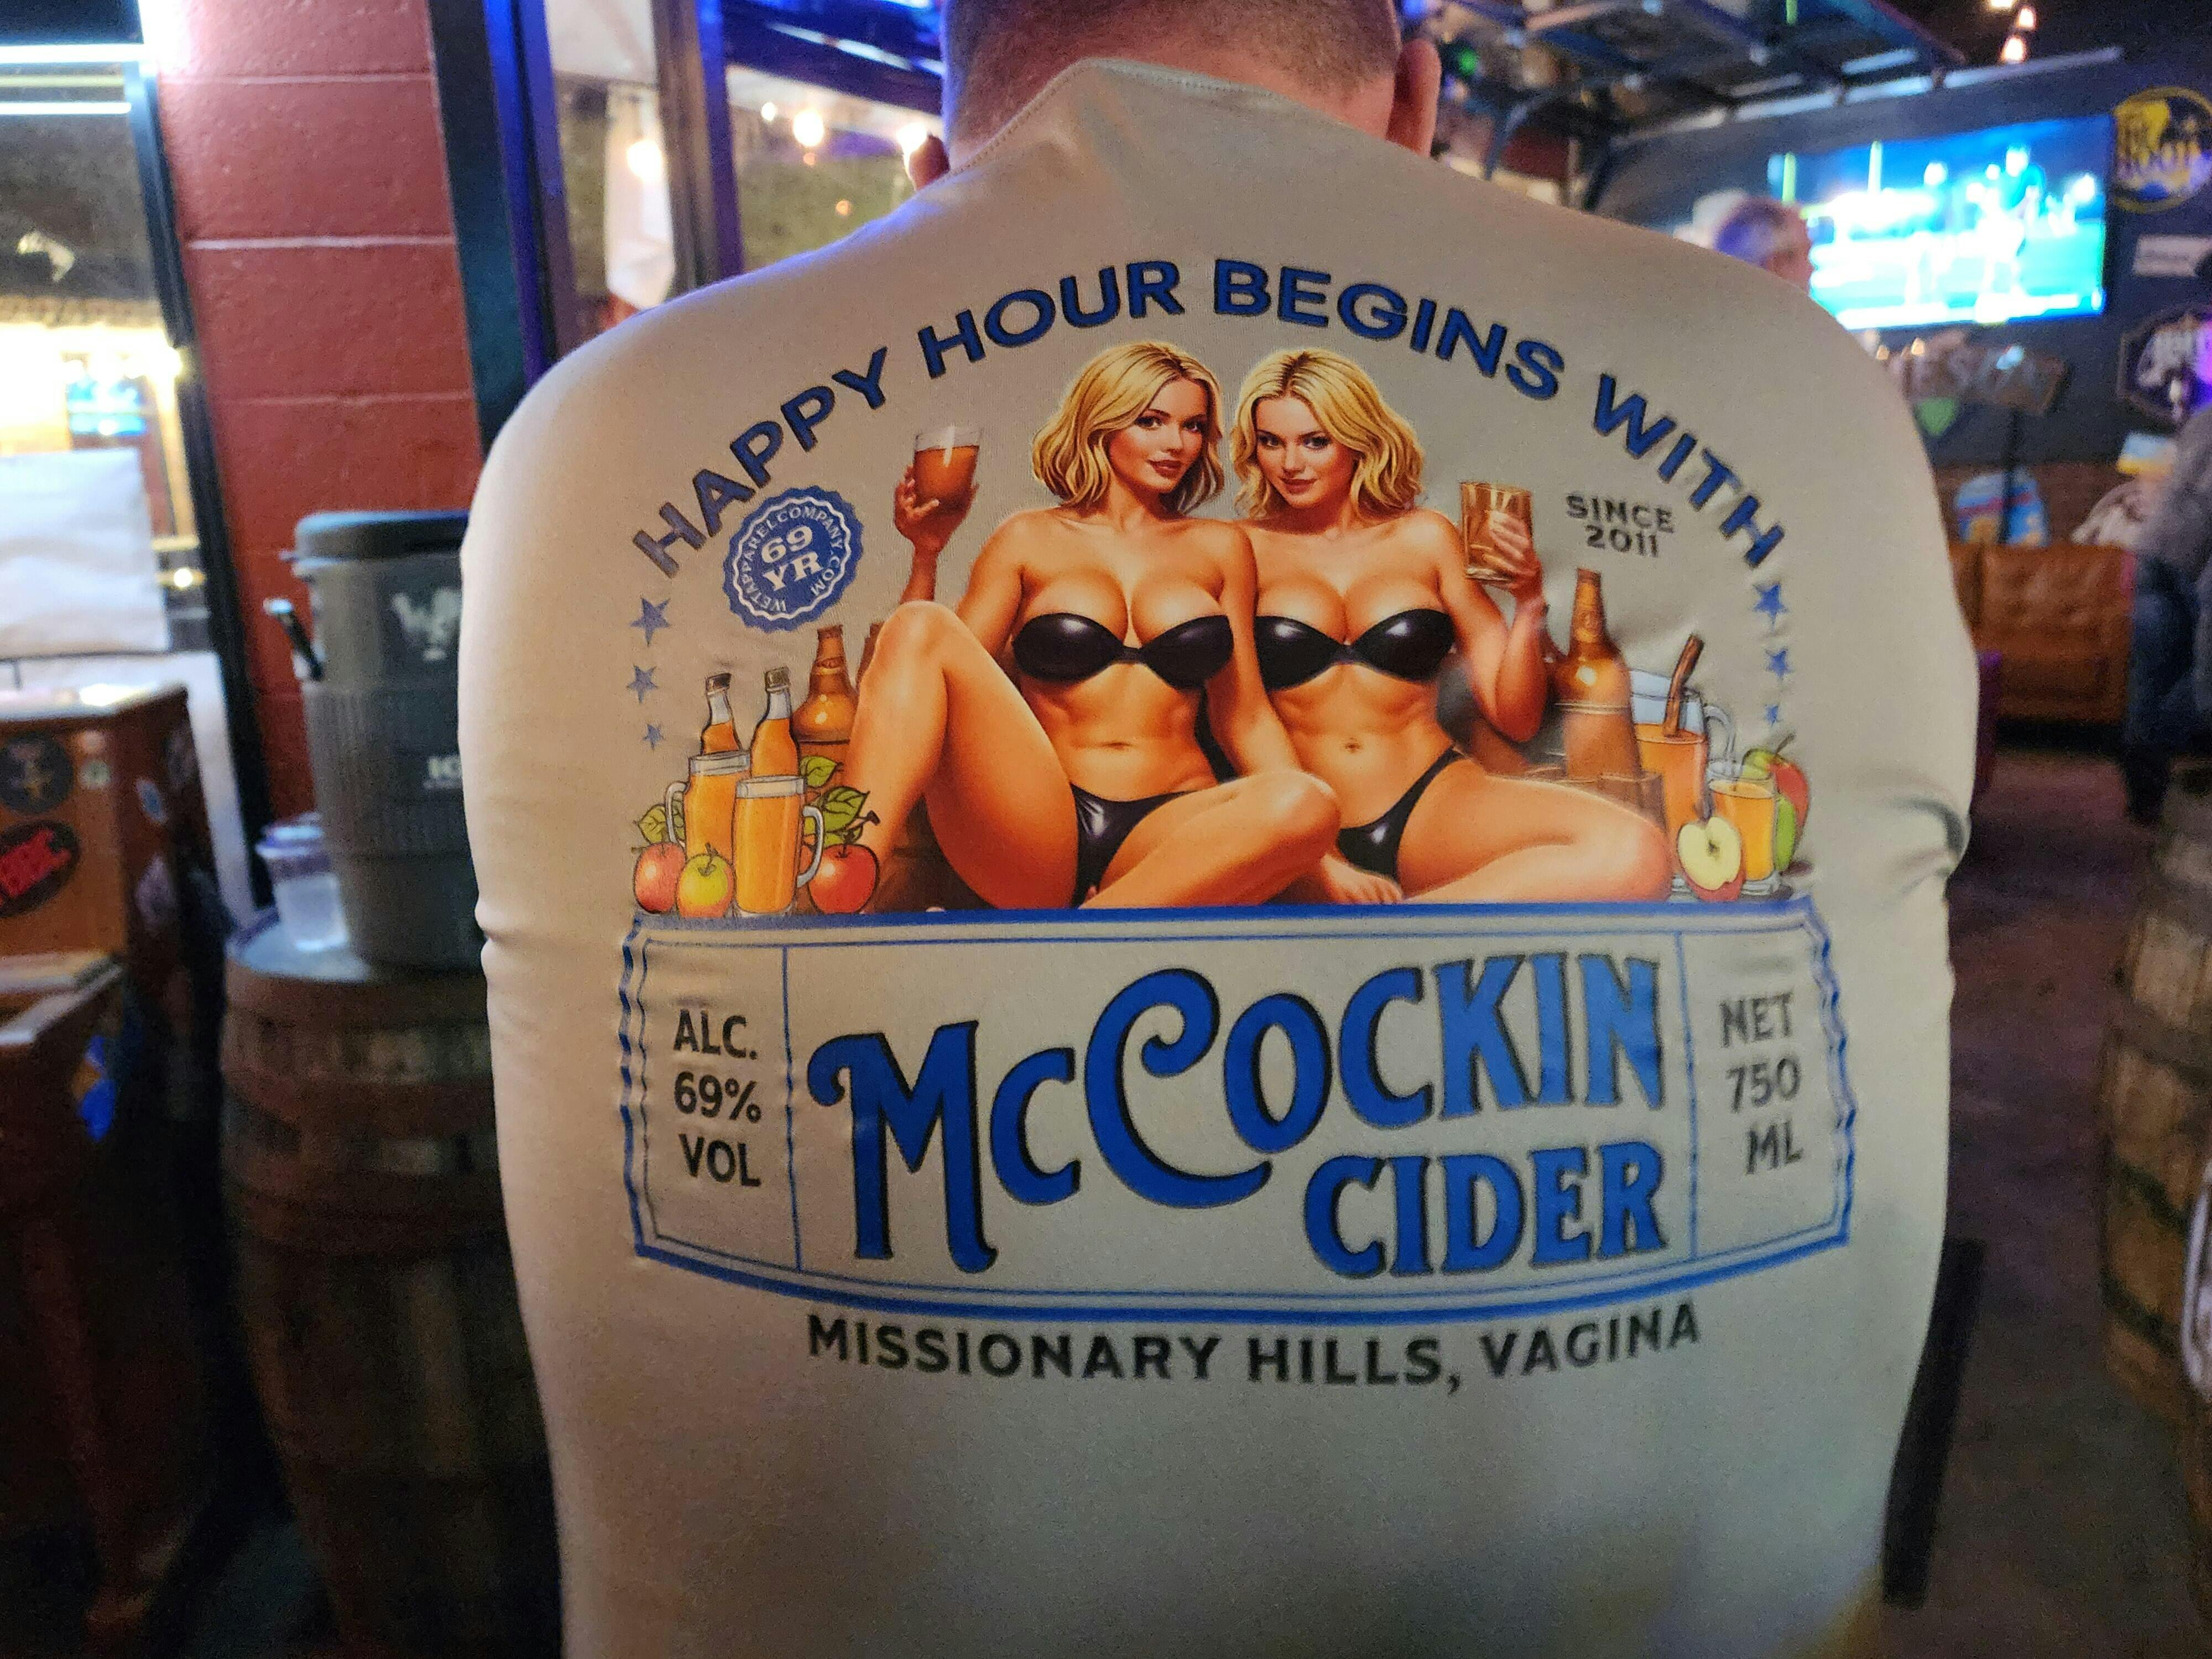 HAPPY HOUR BEGINS WITH
WETAPPARELCOMPANY.COM
69
YR
SINCE
2011
ALC.
69%
VOL
McCOCKIN
CIDER
NET
750
ML
MISSIONARY HILLS, VAGINA